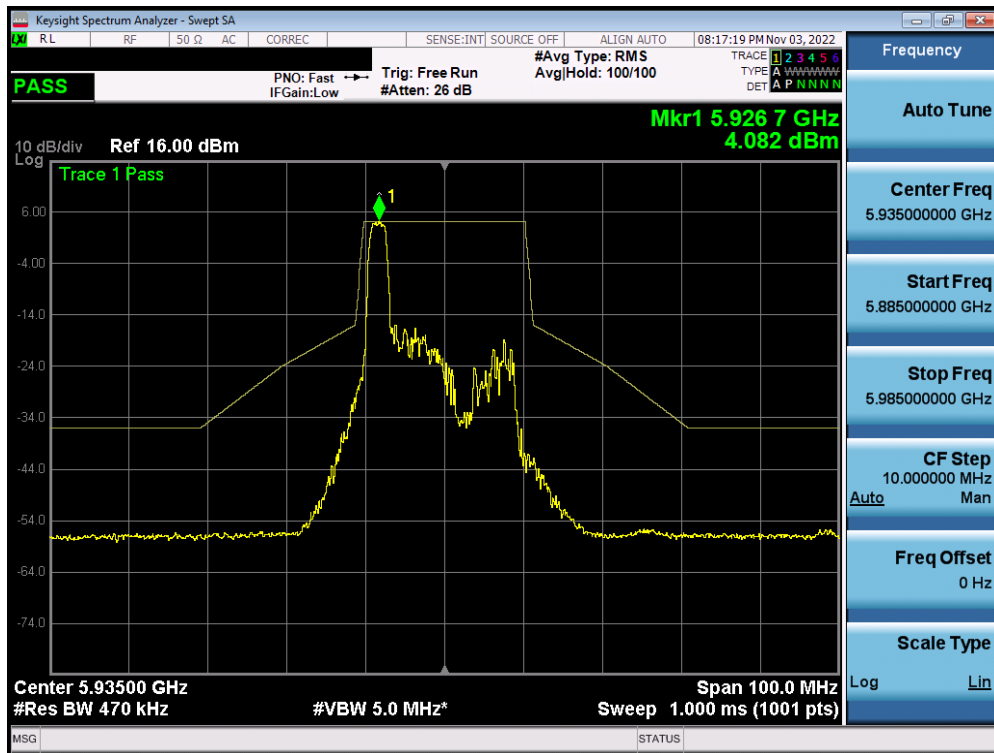 Keysight Spectrum Analyzer - Swept SA
LXI RL RF 50 Ω AC CORREC SENSE:INT SOURCE OFF ALIGN AUTO 08:17:19 PM Nov 03, 2022
PASS
PNO: Fast
IFGain:Low
Trig: Free Run
#Atten: 26 dB
#Avg Type: RMS
Avg|Hold: 100/100
TRACE 1 2 3 4 5 6
TYPE A WWWWW
DET A P N N N N
Mkr1 5.926 7 GHz
4.082 dBm
10 dB/div Ref 16.00 dBm
Log
Trace 1 Pass
1
6.00
-4.00
-14.0
-24.0
-34.0
-44.0
-54.0
-64.0
-74.0
Center 5.93500 GHz Span 100.0 MHz
#Res BW 470 kHz #VBW 5.0 MHz* Sweep 1.000 ms (1001 pts)
MSG STATUS
Frequency
Auto Tune
Center Freq
5.935000000 GHz
Start Freq
5.885000000 GHz
Stop Freq
5.985000000 GHz
CF Step
10.000000 MHz
Auto Man
Freq Offset
0 Hz
Scale Type
Log Lin